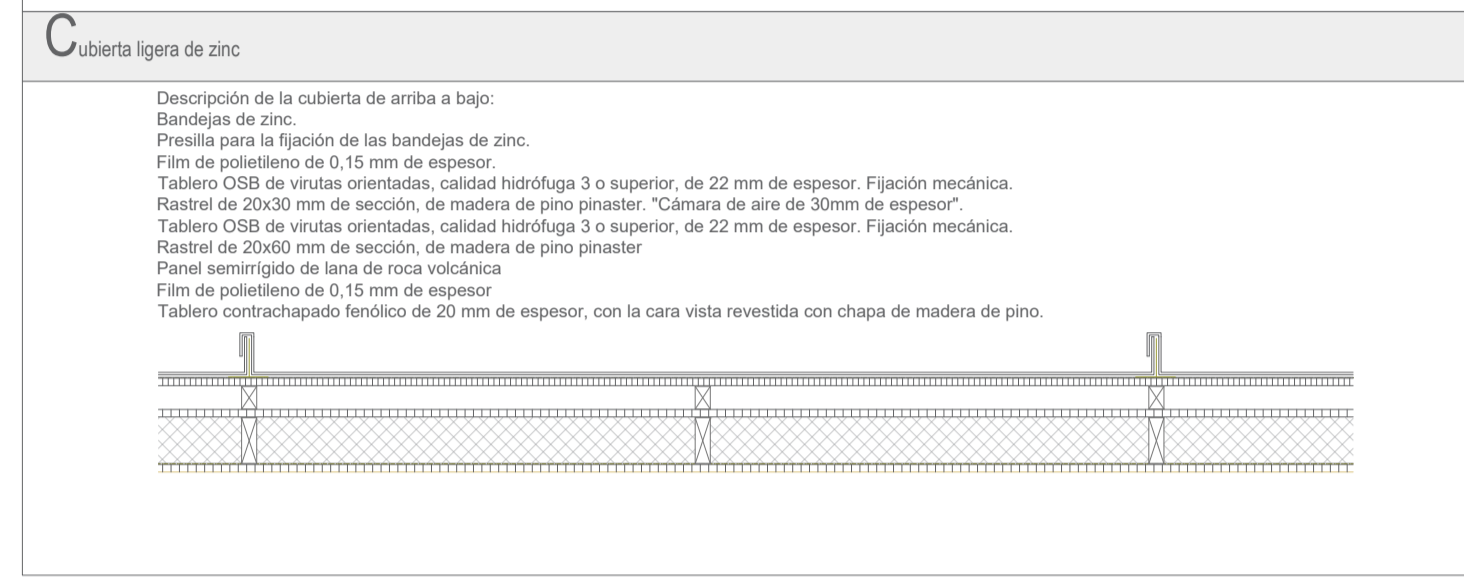 Cubierta ligera de zinc
Descripción de la cubierta de arriba a bajo:
Bandejas de zinc.
Presilla para la fijación de las bandejas de zinc.
Film de polietileno de 0,15 mm de espesor.
Tablero OSB de virutas orientadas, calidad hidrófuga 3 o superior, de 22 mm de espesor. Fijación mecánica.
Rastrel de 20x30 mm de sección, de madera de pino pinaster. "Cámara de aire de 30mm de espesor".
Tablero OSB de virutas orientadas, calidad hidrófuga 3 o superior, de 22 mm de espesor. Fijación mecánica.
Rastrel de 20x60 mm de sección, de madera de pino pinaster
Panel semirrígido de lana de roca volcánica
Film de polietileno de 0,15 mm de espesor
Tablero contrachapado fenólico de 20 mm de espesor, con la cara vista revestida con chapa de madera de pino.